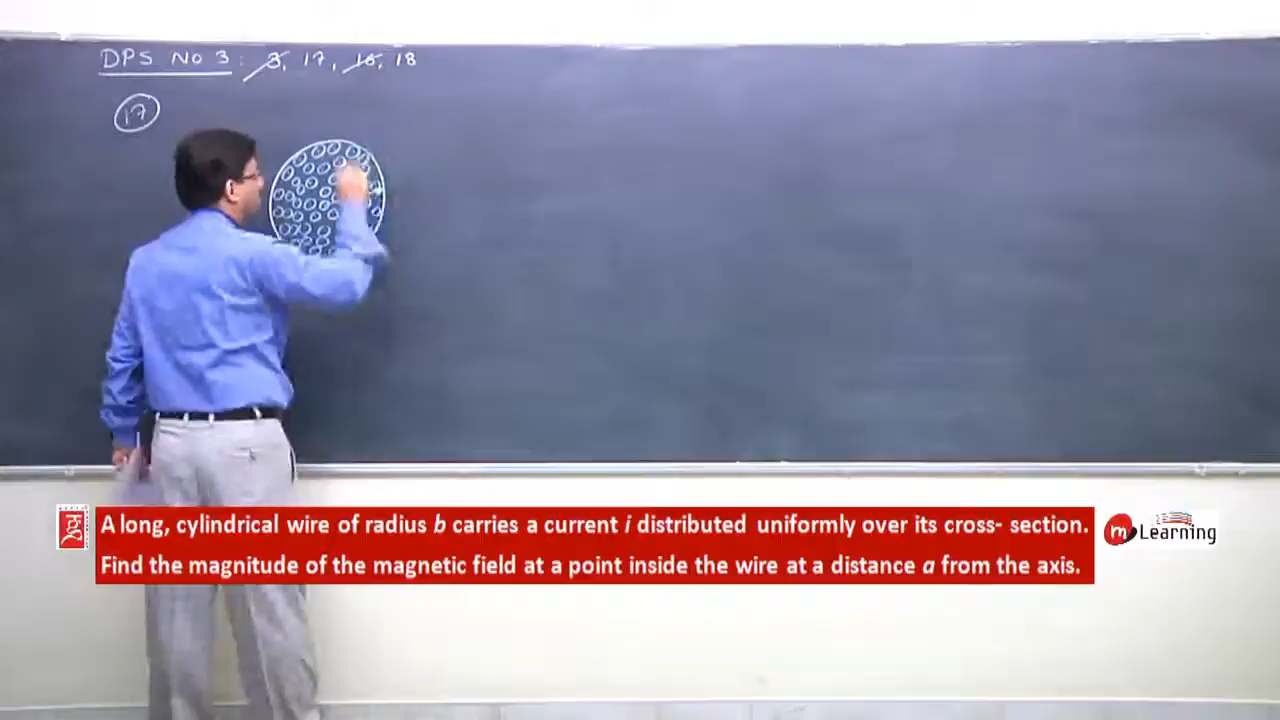 DPS No 3 : 3, 17, 16, 18
17
A long, cylindrical wire of radius b carries a current i distributed uniformly over its cross- section.
Find the magnitude of the magnetic field at a point inside the wire at a distance a from the axis.
m Learning